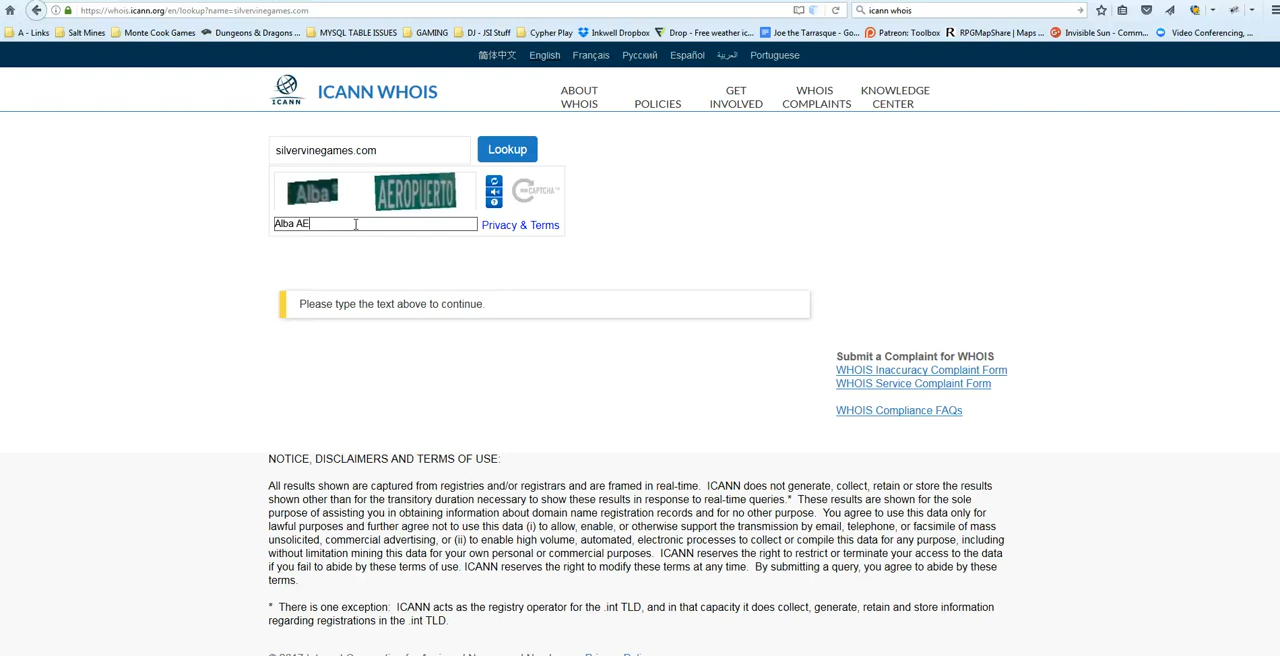 https://whois.icann.org/en/lookup?name=silvervinegames.com
icann whois
A - Links Salt Mines Monte Cook Games Dungeons & Dragons ... MYSQL TABLE ISSUES GAMING DJ - JSI Stuff Cypher Play Inkwell Dropbox Drop - Free weather ic... Joe the Tarrasque - Go... Patreon: Toolbox RPGMapShare | Maps ... Invisible Sun - Comm... Video Conferencing, ...
简体中文 English Français Русский Español العربية Portuguese
ICANN
ICANN WHOIS
ABOUT WHOIS
POLICIES
GET INVOLVED
WHOIS COMPLAINTS
KNOWLEDGE CENTER
silvervinegames.com Lookup
Alba AEROPUERTO
Alba AE
Privacy & Terms
Please type the text above to continue.
Submit a Complaint for WHOIS
WHOIS Inaccuracy Complaint Form
WHOIS Service Complaint Form
WHOIS Compliance FAQs
NOTICE, DISCLAIMERS AND TERMS OF USE:
All results shown are captured from registries and/or registrars and are framed in real-time. ICANN does not generate, collect, retain or store the results
shown other than for the transitory duration necessary to show these results in response to real-time queries.* These results are shown for the sole
purpose of assisting you in obtaining information about domain name registration records and for no other purpose. You agree to use this data only for
lawful purposes and further agree not to use this data (i) to allow, enable, or otherwise support the transmission by email, telephone, or facsimile of mass
unsolicited, commercial advertising, or (ii) to enable high volume, automated, electronic processes to collect or compile this data for any purpose, including
without limitation mining this data for your own personal or commercial purposes. ICANN reserves the right to restrict or terminate your access to the data
if you fail to abide by these terms of use. ICANN reserves the right to modify these terms at any time. By submitting a query, you agree to abide by these
terms.
* There is one exception: ICANN acts as the registry operator for the .int TLD, and in that capacity it does collect, generate, retain and store information
regarding registrations in the .int TLD.